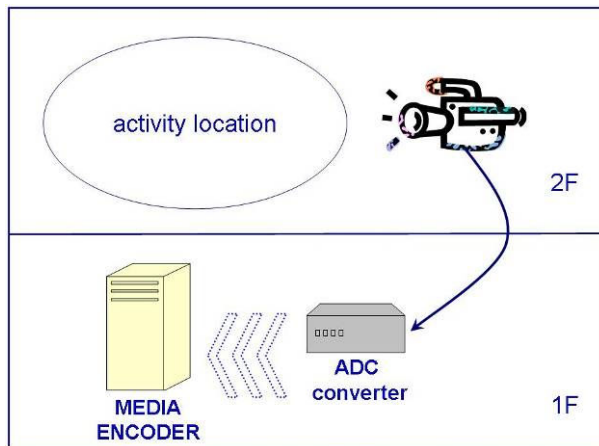 activity location
2F
ADC
converter
MEDIA
ENCODER
1F